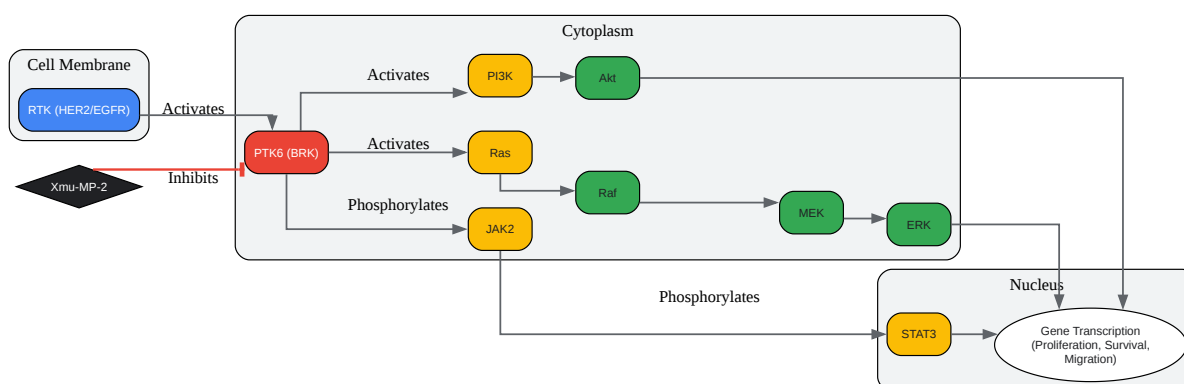 Cytoplasm
Cell Membrane
RTK (HER2/EGFR)
Activates
Activates
PI3K
Akt
PTK6 (BRK)
Activates
Ras
Xmu-MP-2
Inhibits
Raf
Phosphorylates
JAK2
MEK
ERK
Phosphorylates
Nucleus
STAT3
Gene Transcription
(Proliferation, Survival,
Migration)